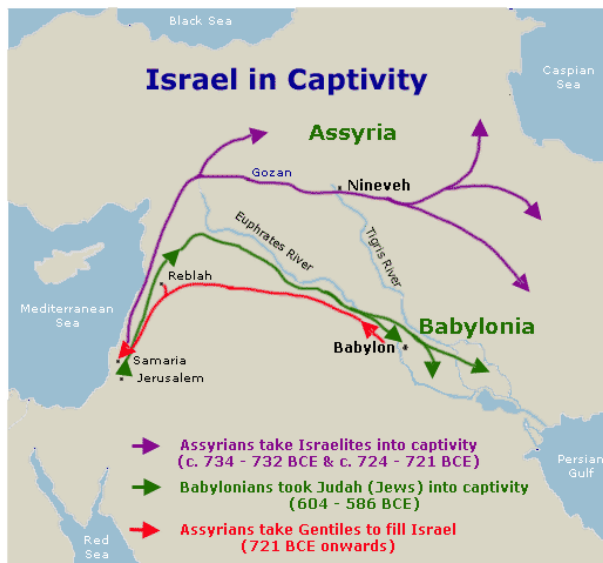 Black Sea
Caspian
Sea
Israel in Captivity
Assyria
Gozan
Nineveh
Euphrates River
Tigris River
Reblah
Mediterranean
Sea
Babylonia
Babylon
Samaria
Jerusalem
Assyrians take Israelites into captivity
(c. 734 - 732 BCE & c. 724 - 721 BCE)
Persian
Gulf
Babylonians took Judah (Jews) into captivity
(604 - 586 BCE)
Assyrians take Gentiles to fill Israel
(721 BCE onwards)
Red
Sea